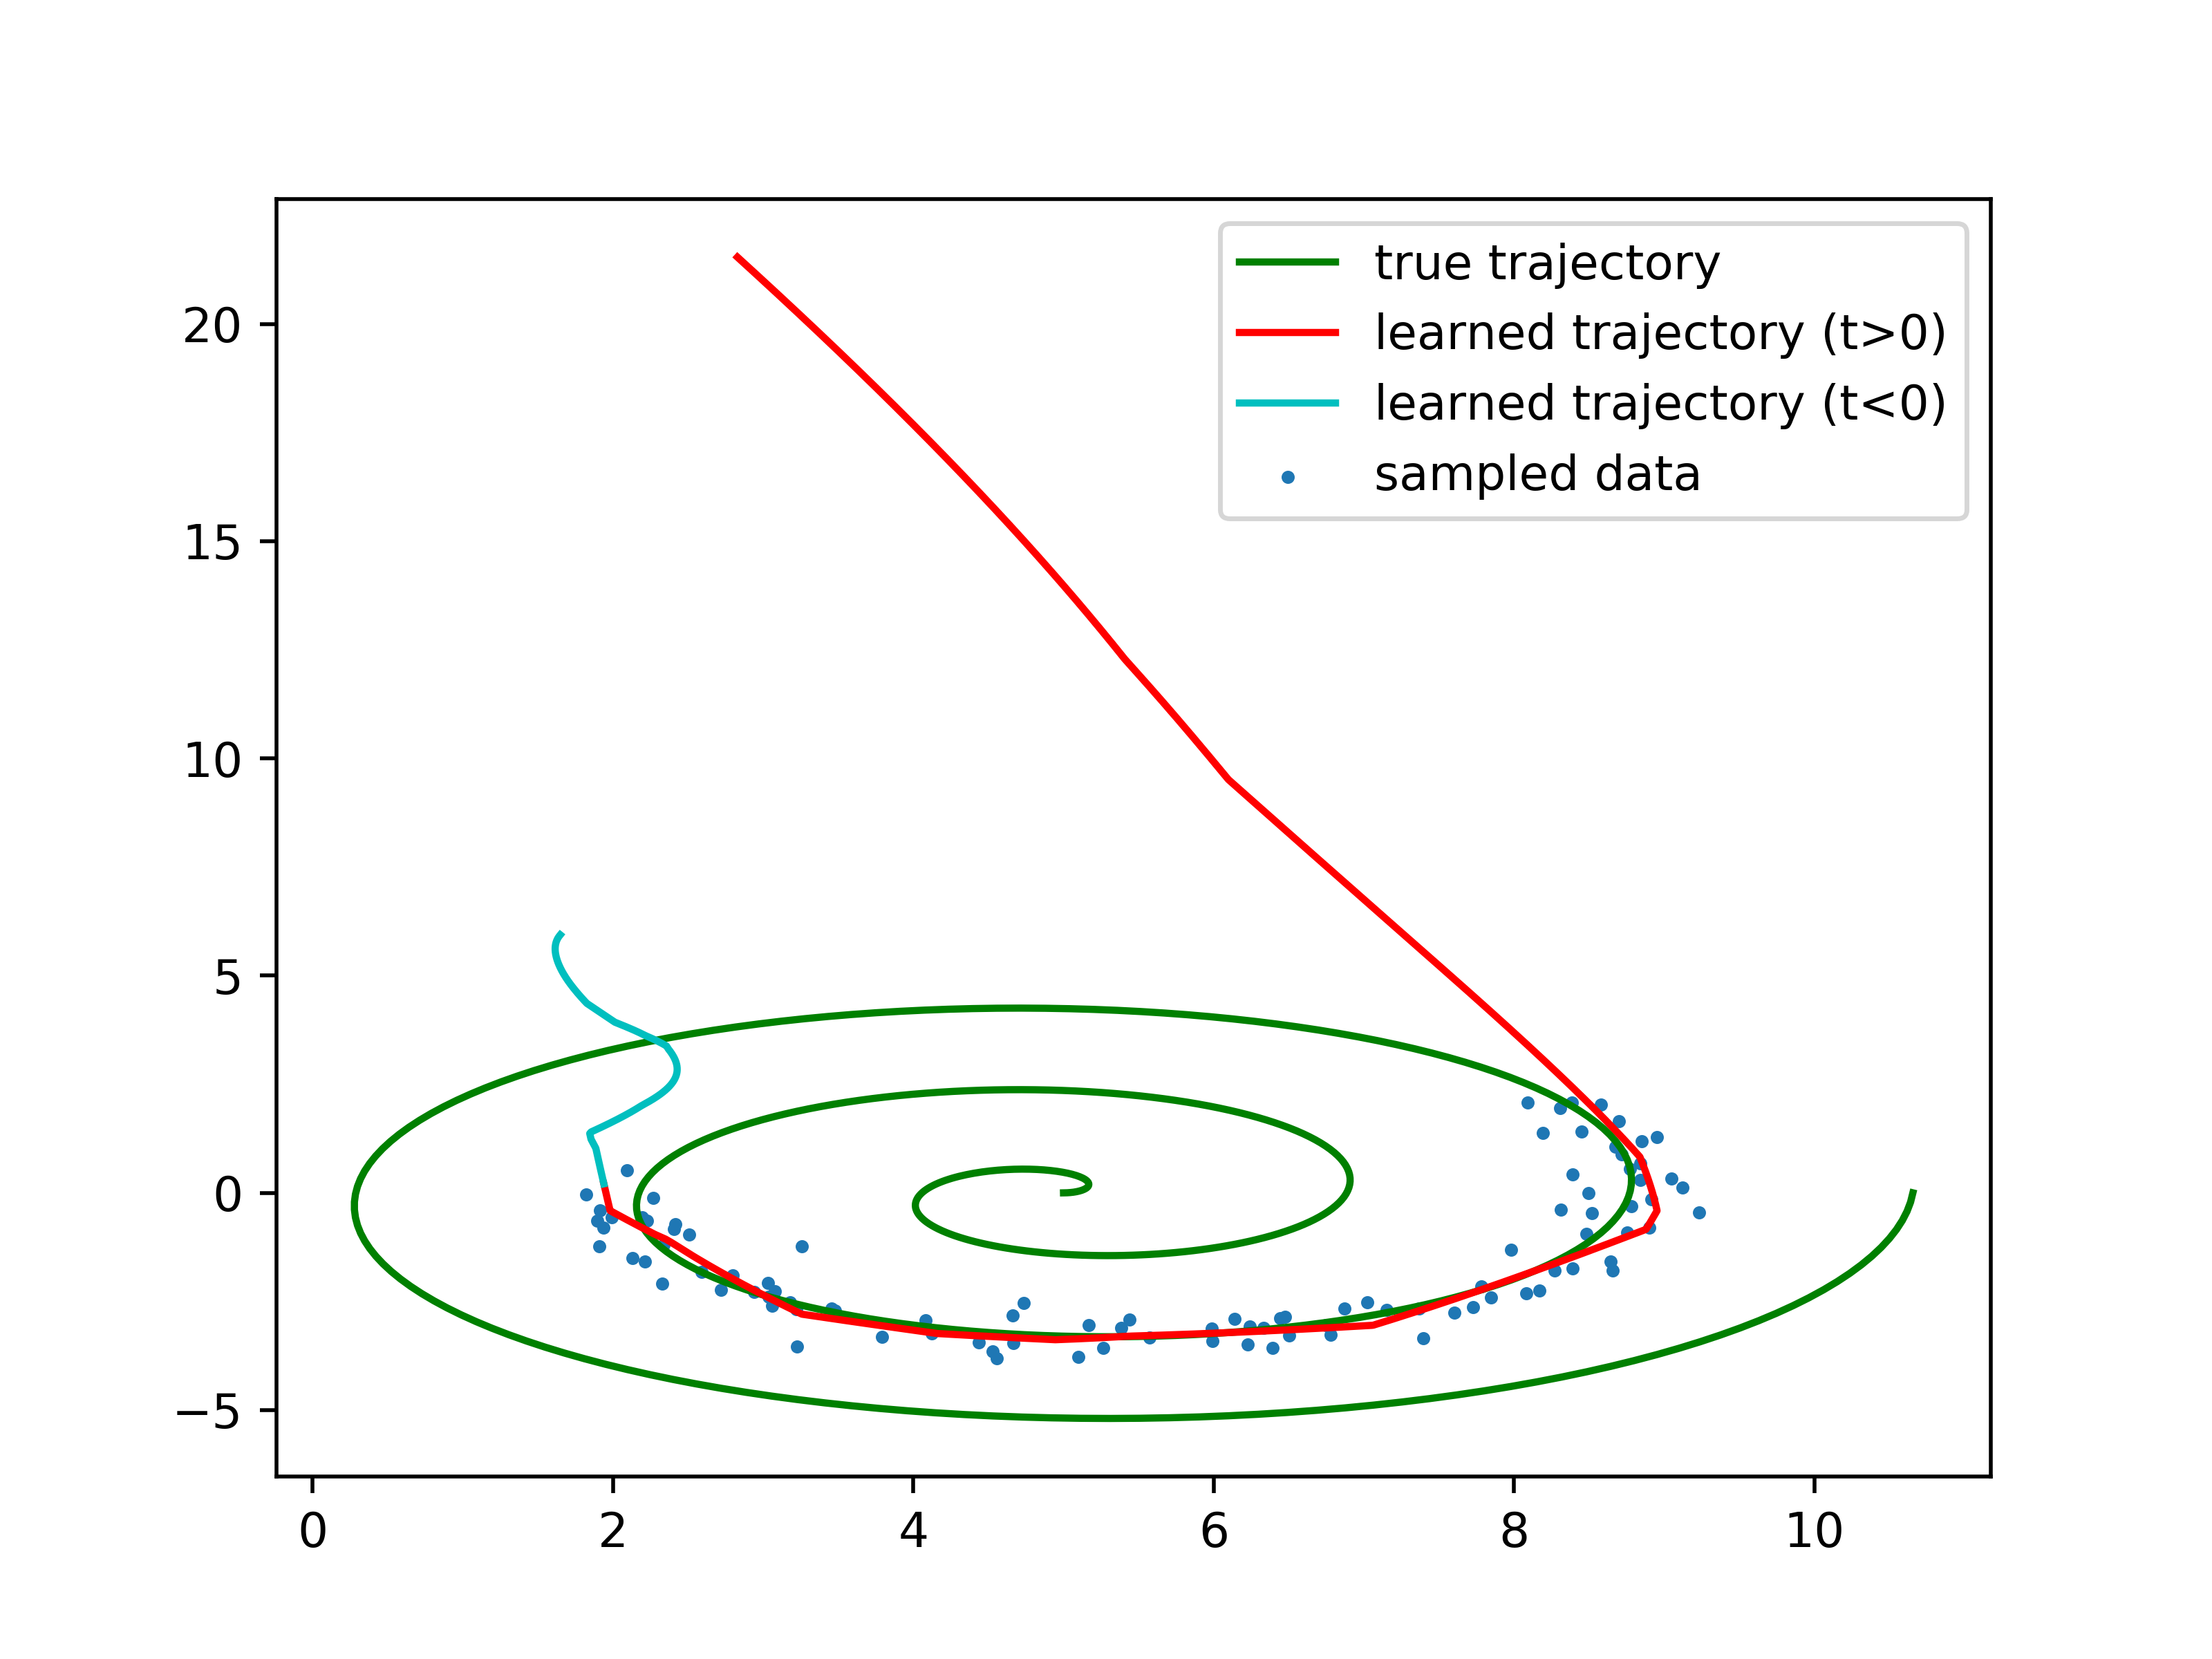 true trajectory
learned trajectory (t>0)
learned trajectory (t<0)
sampled data
20
15
10
5
0
−5
0 2 4 6 8 10